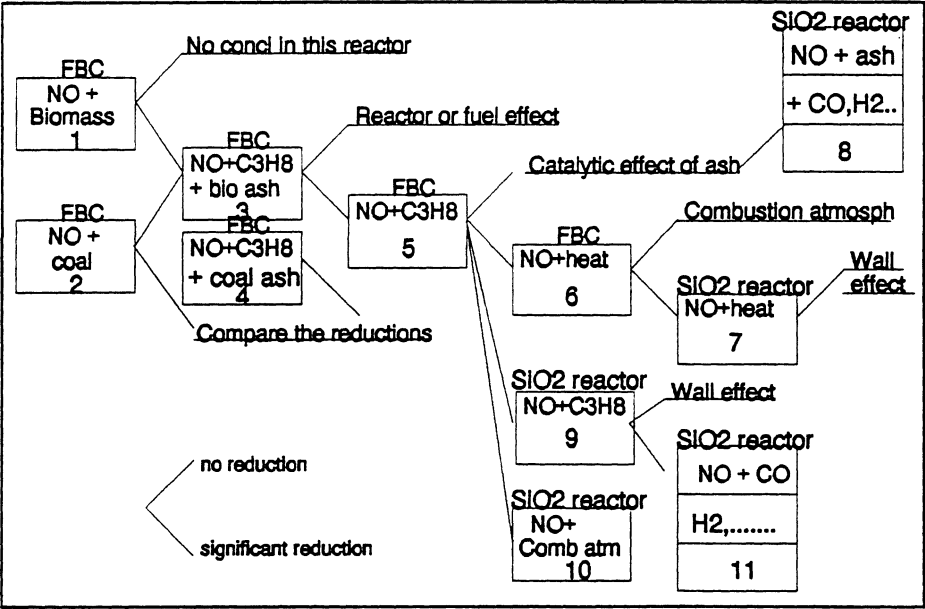 No concl in this reactor
FBC
NO +
Biomass
1
FBC
NO +
coal
2
FBC
NO+C3H8
+ bio ash
3
FBC
NO+C3H8
+ coal ash
4
Compare the reductions
Reactor or fuel effect
FBC
NO+C3H8
5
Catalytic effect of ash
SiO2 reactor
NO + ash
+ CO,H2..
8
FBC
NO+heat
6
Combustion atmosph
SiO2 reactor
NO+heat
7
Wall
effect
SiO2 reactor
NO+C3H8
9
Wall effect
SiO2 reactor
NO + CO
H2,.......
11
SiO2 reactor
NO+
Comb atm
10
no reduction
significant reduction